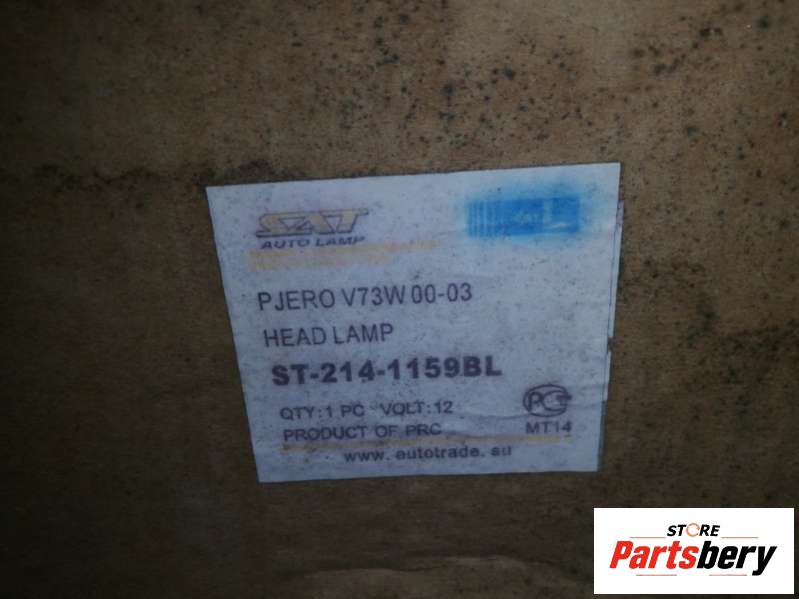 SAT
AUTO LAMP
PJERO V73W 00-03
HEAD LAMP
ST-214-1159BL
QTY:1 PC VOLT:12
PRODUCT OF PRC
MT14
www.autotrade.su
STORE
Partsbery